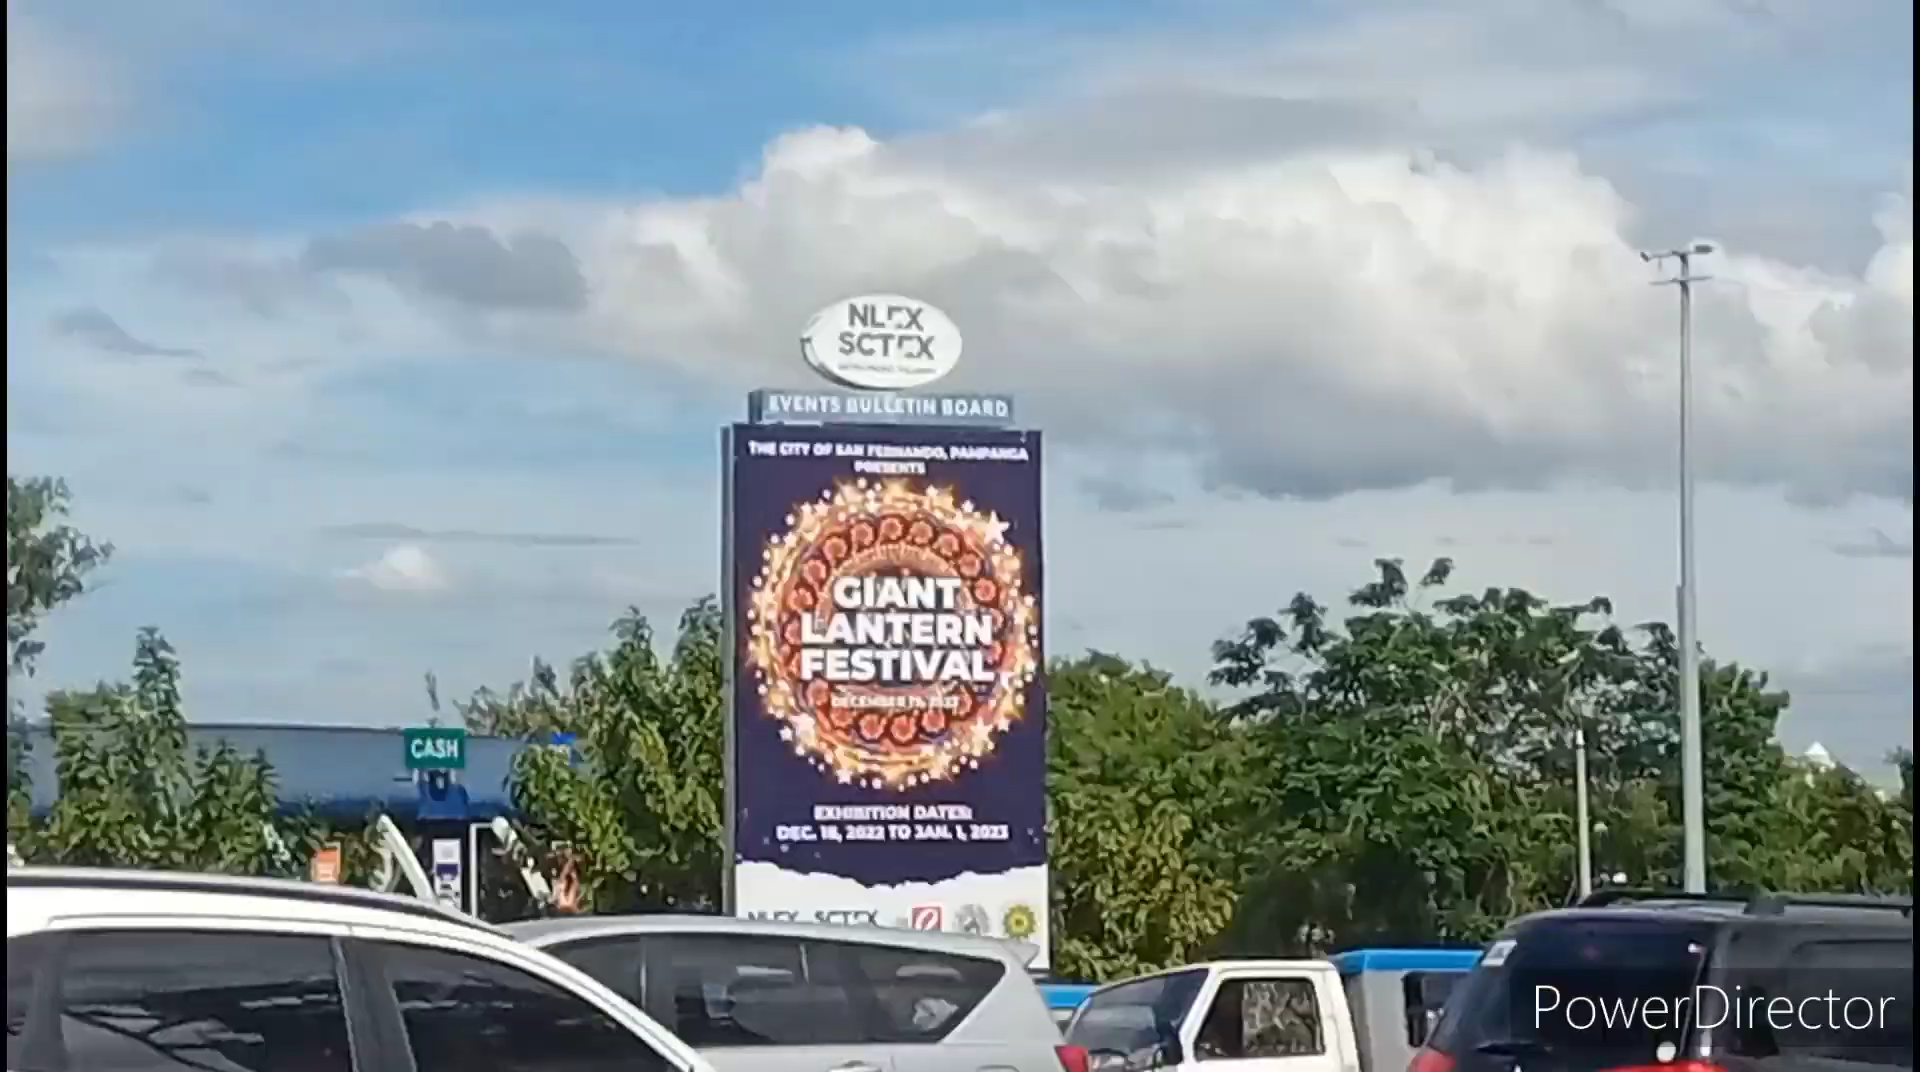 NLEX
SCTEX
EVENTS BULLETIN BOARD
THE CITY OF SAN FERNANDO, PAMPANGA
PRESENTS
GIANT
LANTERN
FESTIVAL
EXHIBITION DATES:
DEC. 18, 2022 TO JAN. 1, 2023
NLEX SCTEX
CASH
PowerDirector